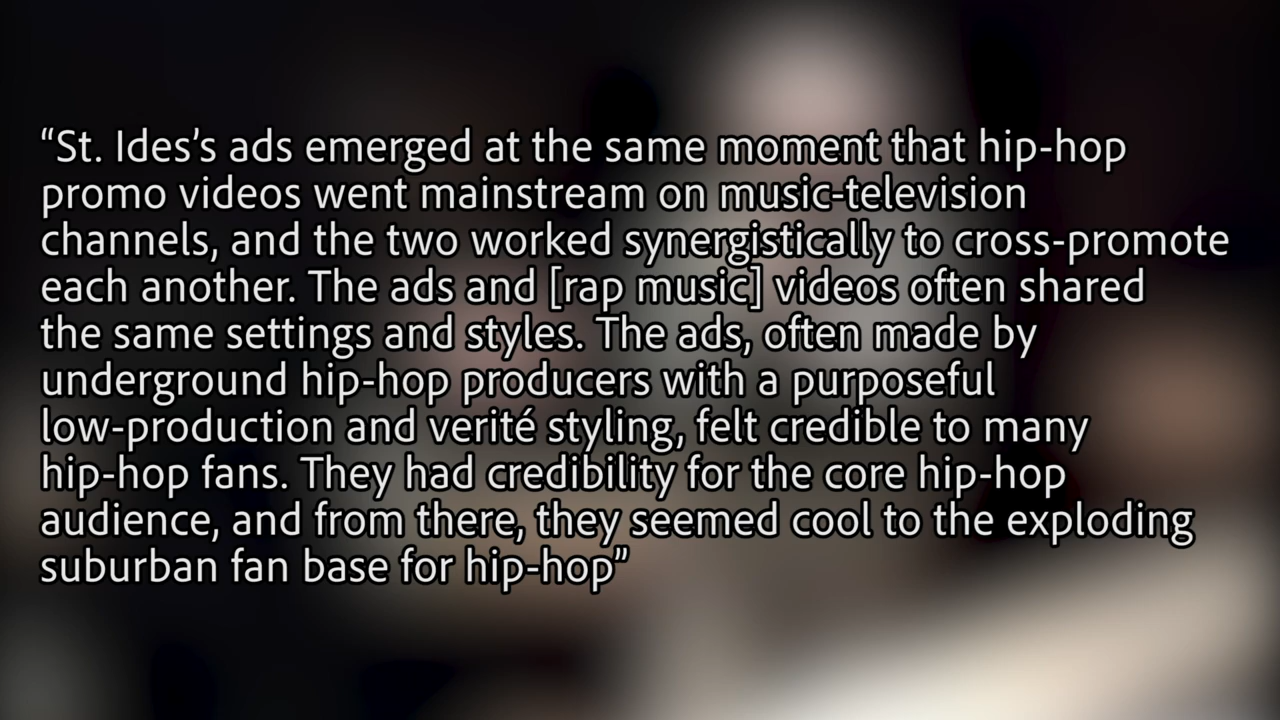 “St. Ides’s ads emerged at the same moment that hip-hop
promo videos went mainstream on music-television
channels, and the two worked synergistically to cross-promote
each another. The ads and [rap music] videos often shared
the same settings and styles. The ads, often made by
underground hip-hop producers with a purposeful
low-production and verité styling, felt credible to many
hip-hop fans. They had credibility for the core hip-hop
audience, and from there, they seemed cool to the exploding
suburban fan base for hip-hop”